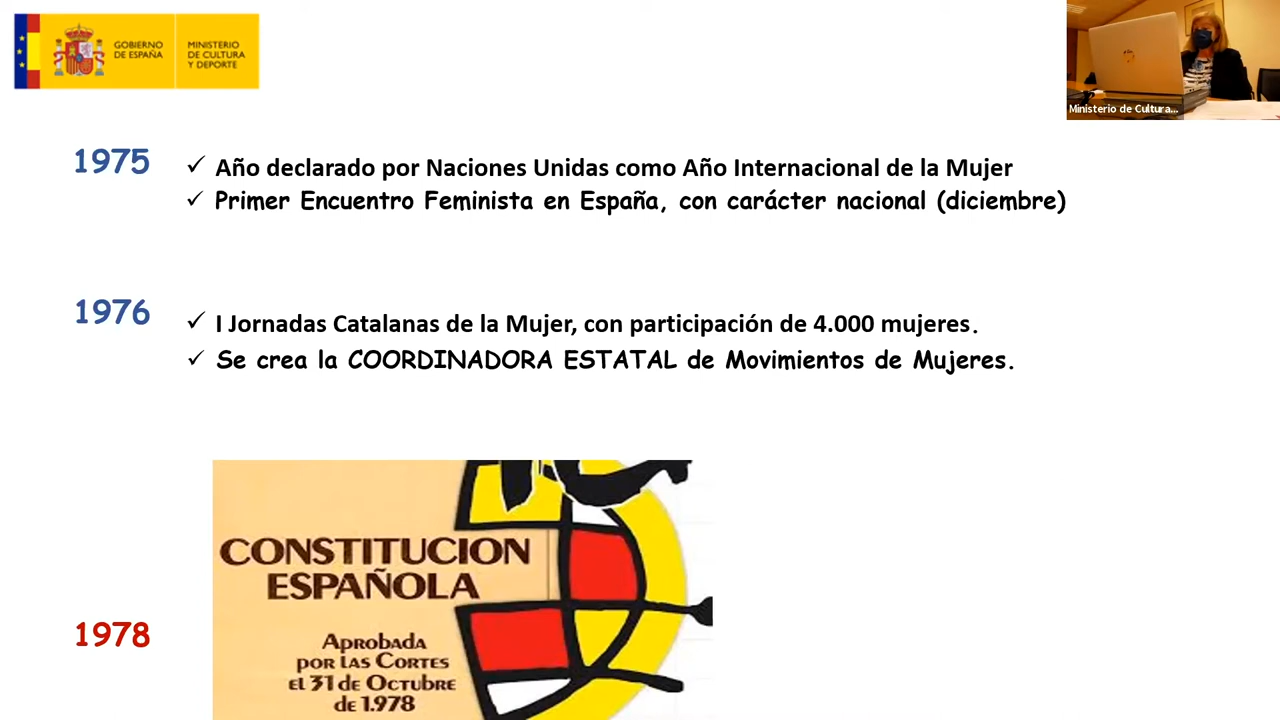 GOBIERNO
DE ESPAÑA
MINISTERIO
DE CULTURA
Y DEPORTE
Ministerio de Cultura...
1975
✓ Año declarado por Naciones Unidas como Año Internacional de la Mujer
✓ Primer Encuentro Feminista en España, con carácter nacional (diciembre)
1976
✓ I Jornadas Catalanas de la Mujer, con participación de 4.000 mujeres.
✓ Se crea la COORDINADORA ESTATAL de Movimientos de Mujeres.
1978
CONSTITUCION
ESPAÑOLA
APROBADA
POR LAS CORTES
EL 31 DE OCTUBRE
DE 1.978